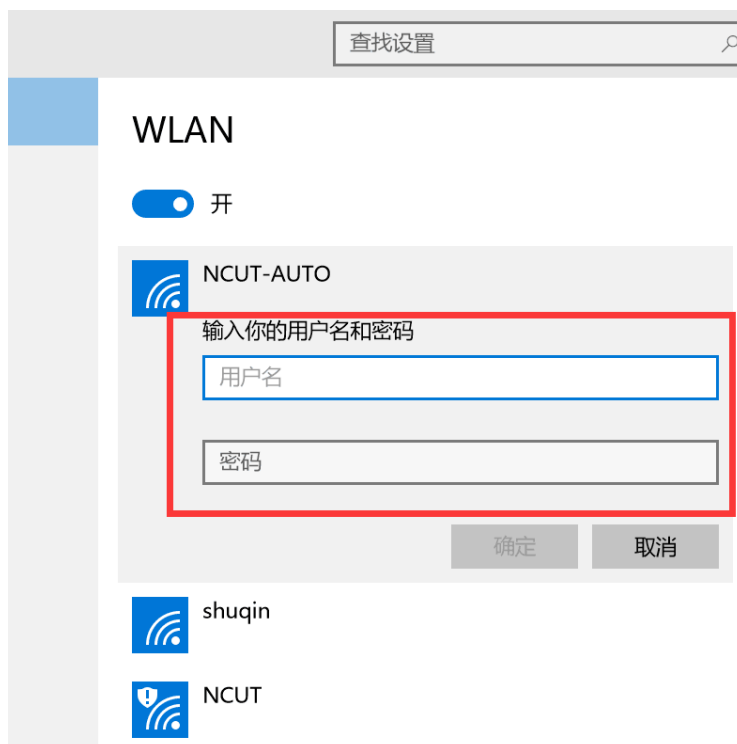 查找设置
WLAN
开
NCUT-AUTO
输入你的用户名和密码
用户名
密码
确定 取消
shuqin
NCUT